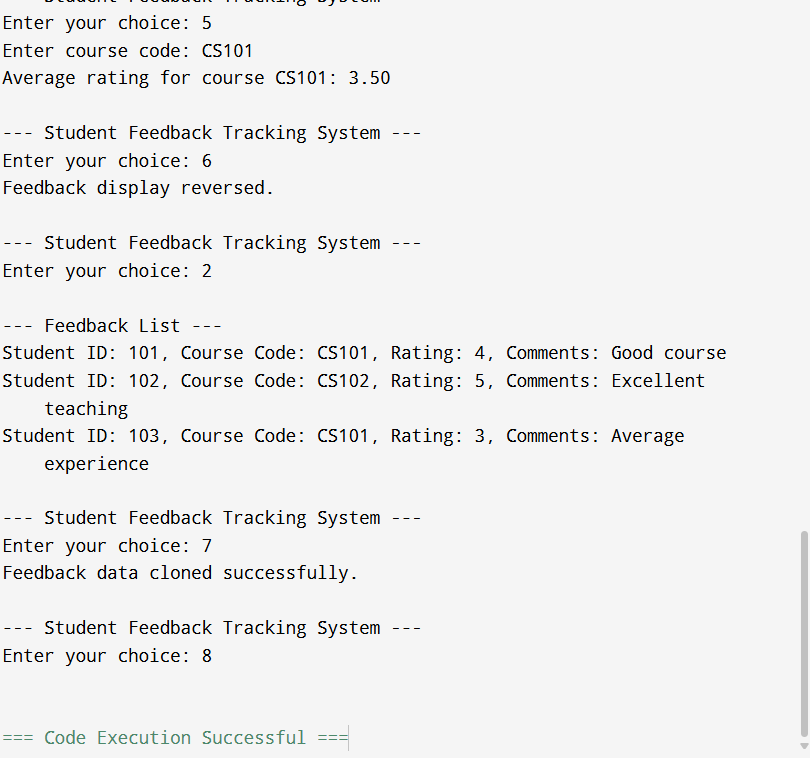 --- Student Feedback Tracking System ---
Enter your choice: 5
Enter course code: CS101
Average rating for course CS101: 3.50
--- Student Feedback Tracking System ---
Enter your choice: 6
Feedback display reversed.
--- Student Feedback Tracking System ---
Enter your choice: 2
--- Feedback List ---
Student ID: 101, Course Code: CS101, Rating: 4, Comments: Good course
Student ID: 102, Course Code: CS102, Rating: 5, Comments: Excellent
teaching
Student ID: 103, Course Code: CS101, Rating: 3, Comments: Average
experience
--- Student Feedback Tracking System ---
Enter your choice: 7
Feedback data cloned successfully.
--- Student Feedback Tracking System ---
Enter your choice: 8
=== Code Execution Successful ===